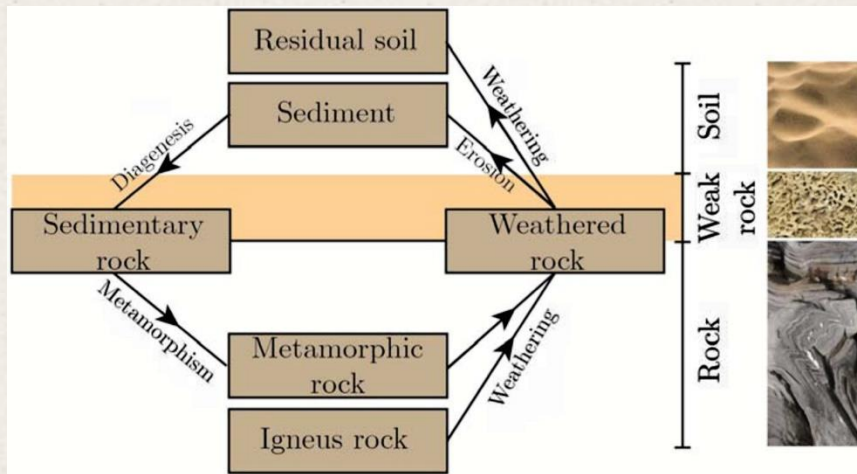 Residual soil
Sediment
Weathering
Erosion
Diagenesis
Sedimentary
rock
Weathered
rock
Metamorphism
Metamorphic
rock
Igneus rock
Weathering
Soil
Weak
rock
Rock